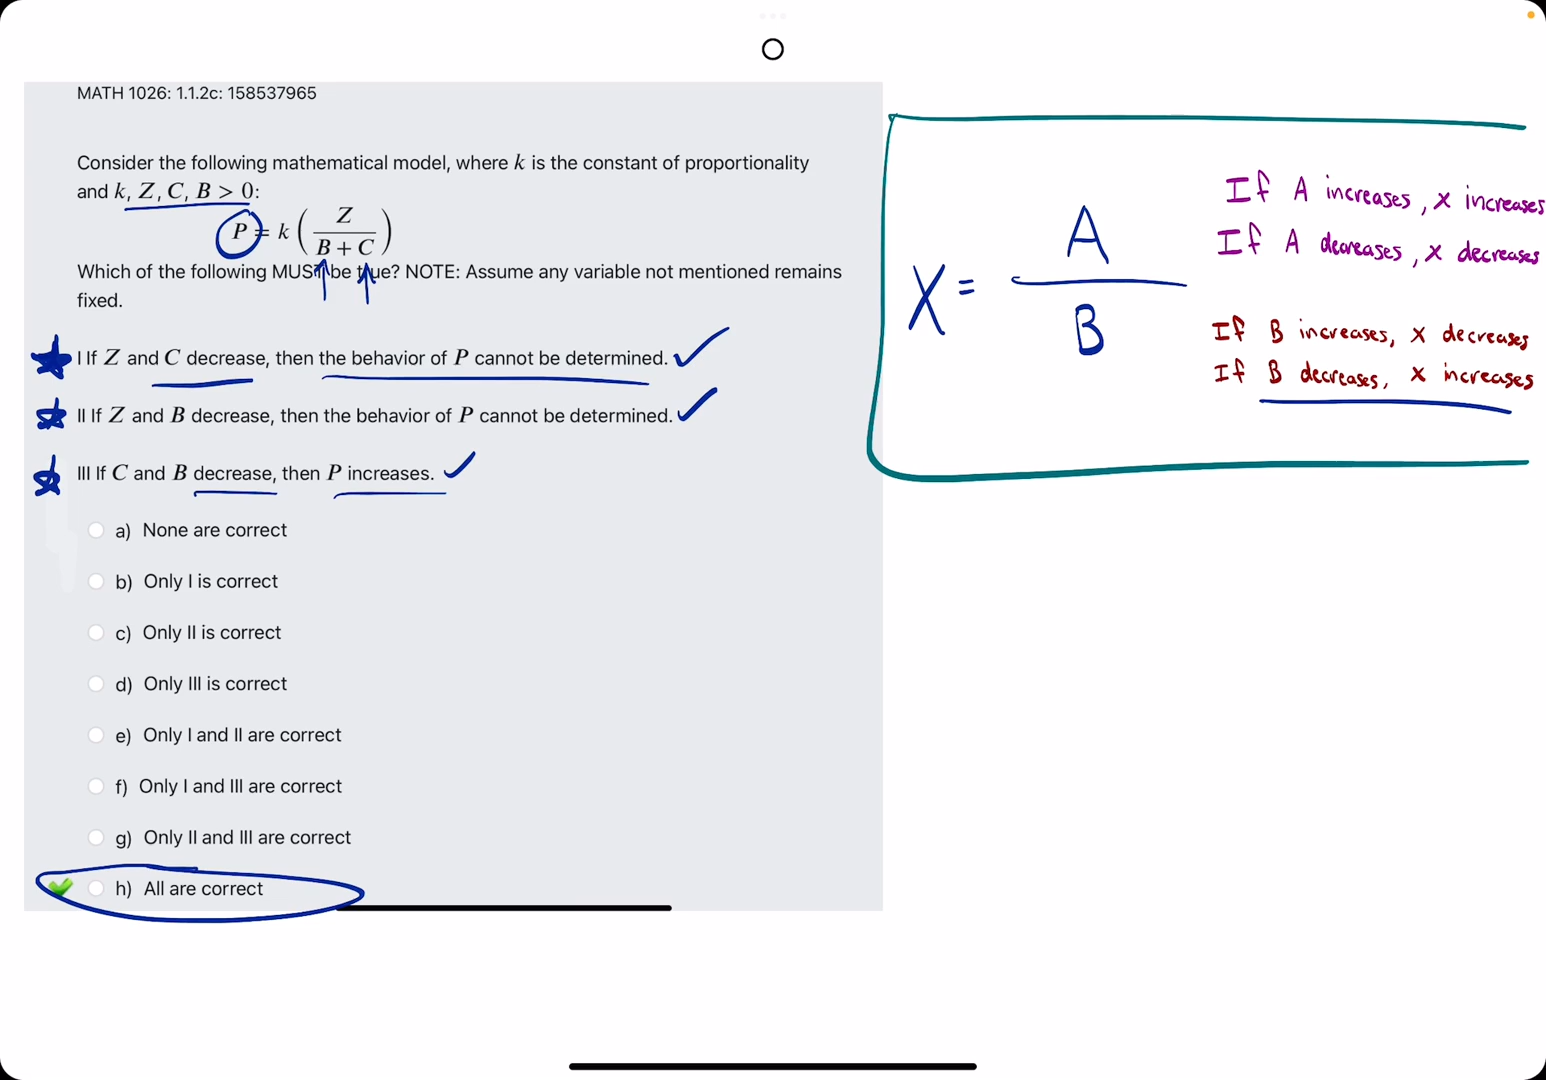 MATH 1026: 1.1.2c: 158537965
Consider the following mathematical model, where k is the constant of proportionality
and k, Z, C, B > 0:
P = k ( Z / B + C )
Which of the following MUST be true? NOTE: Assume any variable not mentioned remains
fixed.
I If Z and C decrease, then the behavior of P cannot be determined.
II If Z and B decrease, then the behavior of P cannot be determined.
III If C and B decrease, then P increases.
a) None are correct
b) Only I is correct
c) Only II is correct
d) Only III is correct
e) Only I and II are correct
f) Only I and III are correct
g) Only II and III are correct
h) All are correct
X = A / B
If A increases, x increases
If A decreases, x decreases
If B increases, x decreases
If B decreases, x increases